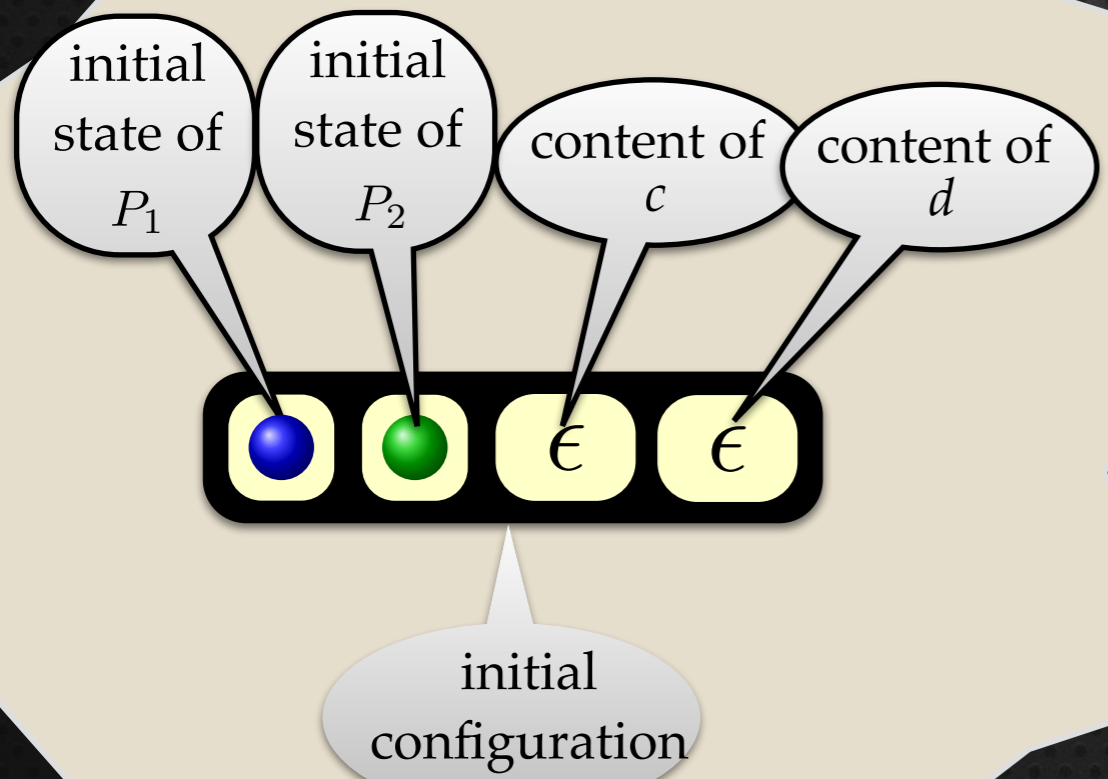 initial
state of
P₁
initial
state of
P₂
content of
c
content of
d
ϵ
ϵ
initial
configuration